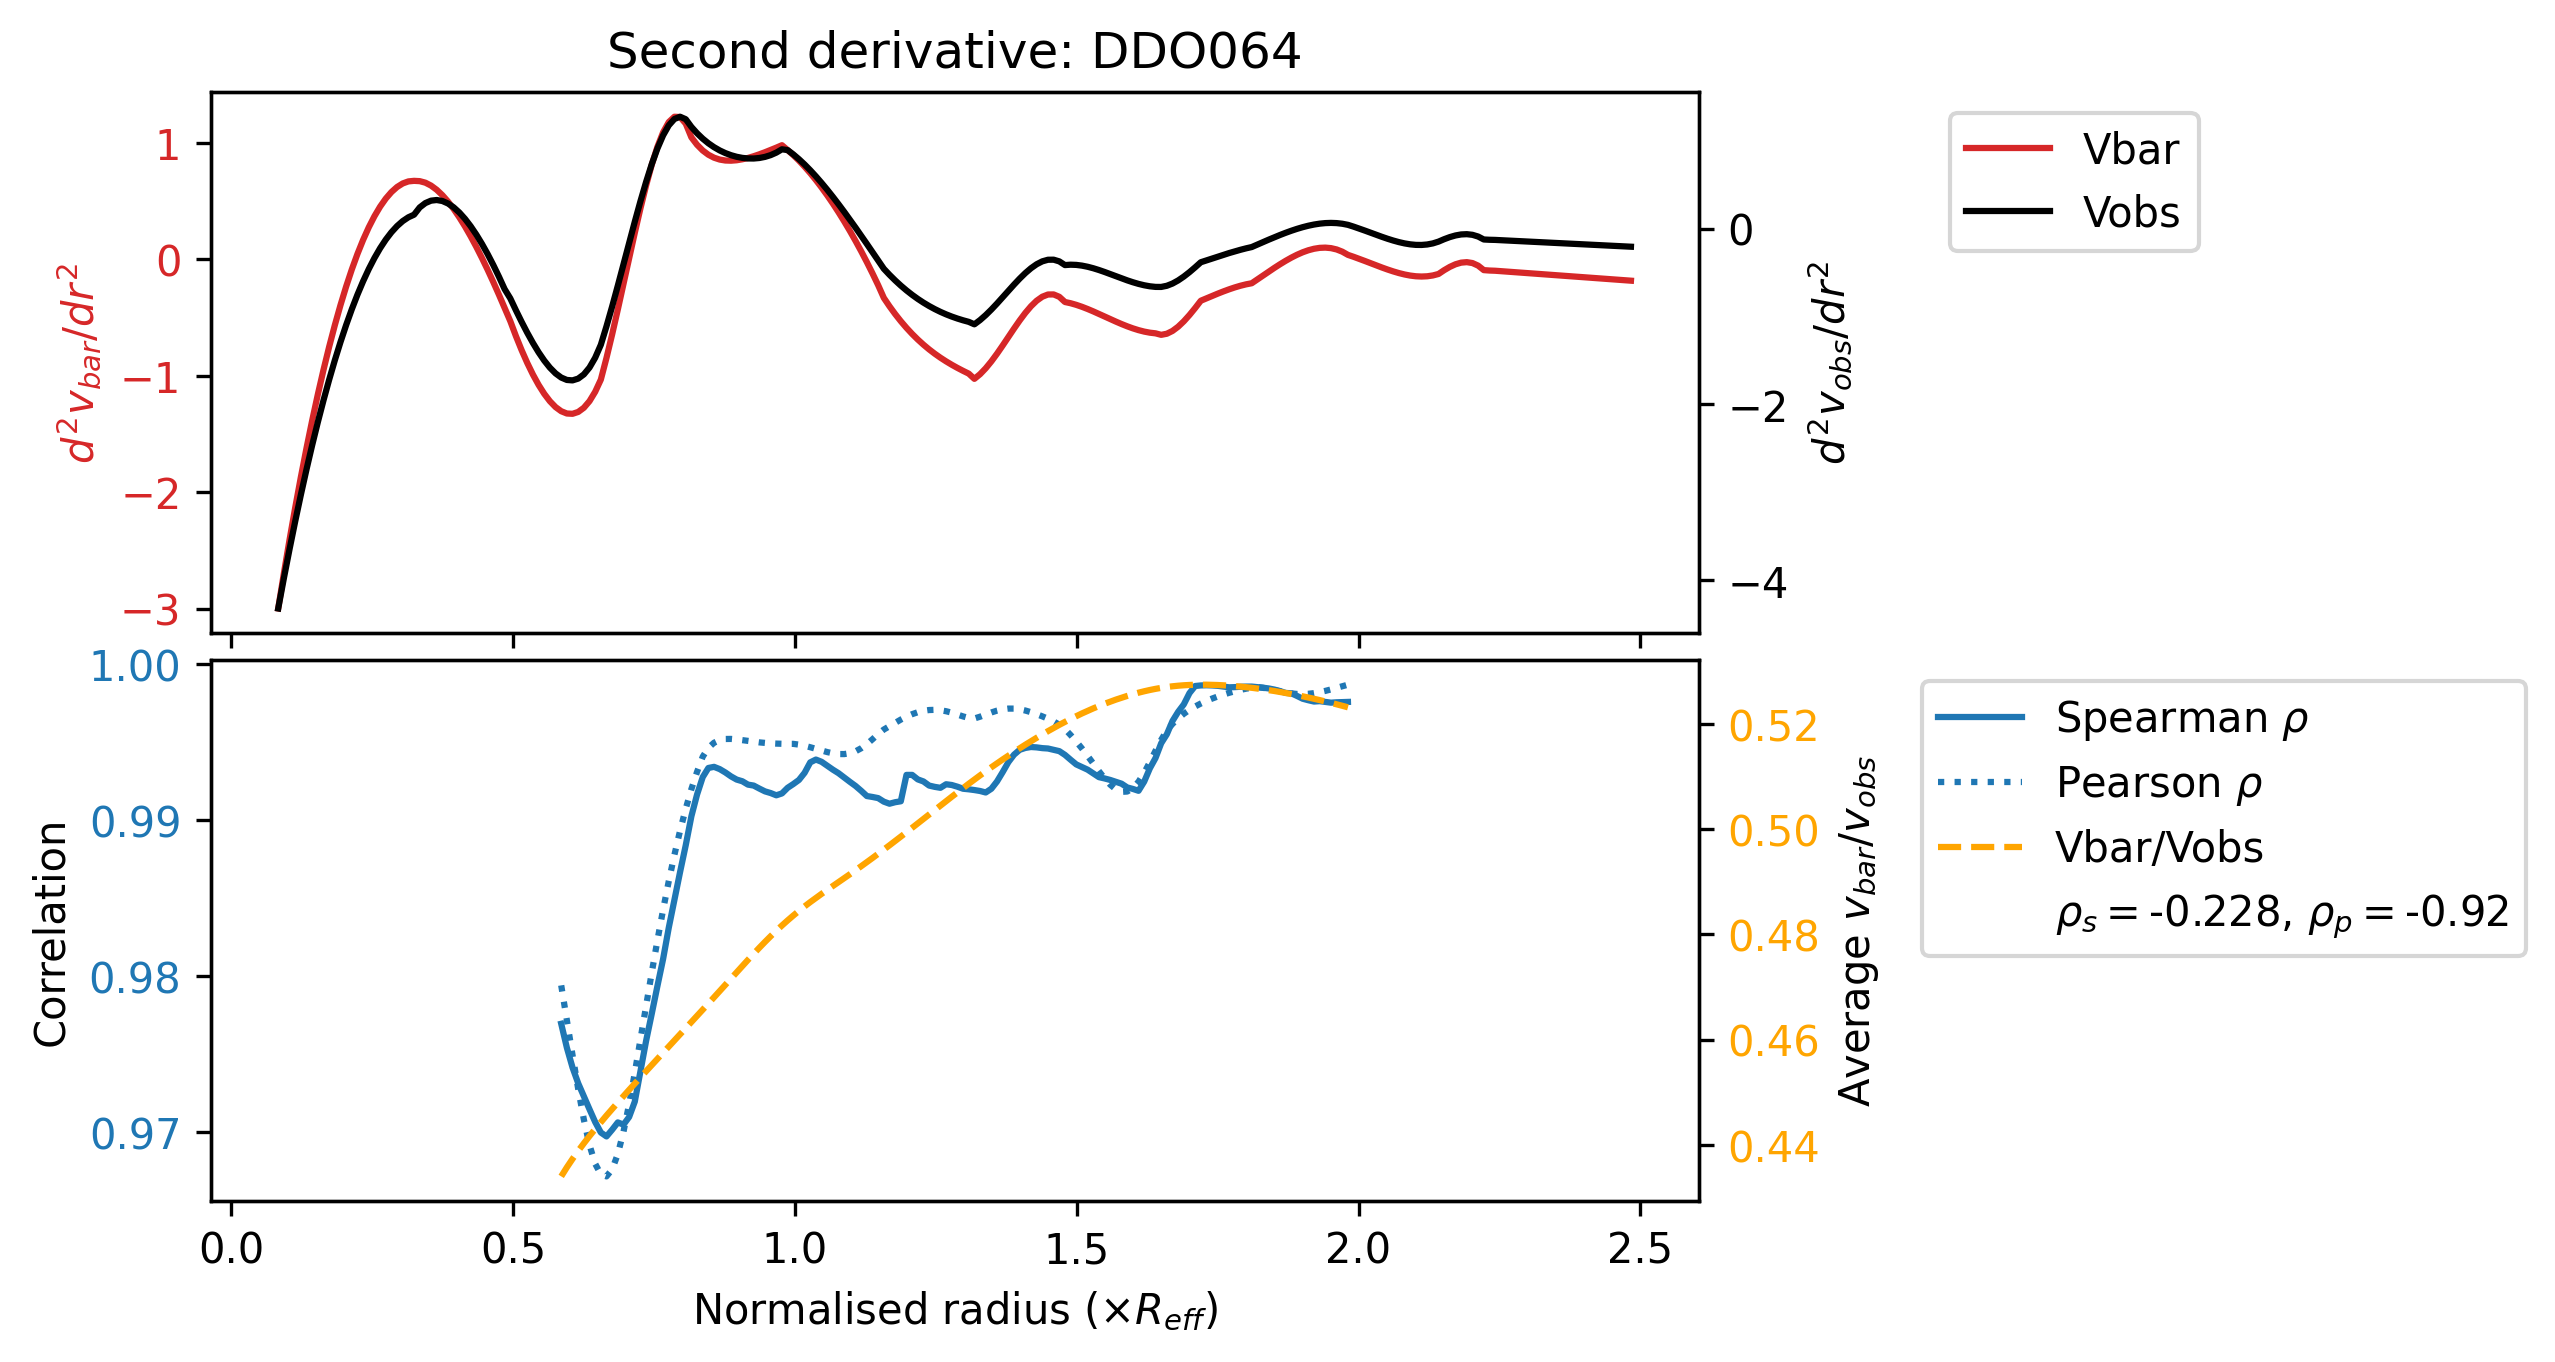 Second derivative: DDO064
1
0
−1
−2
−3
d²v_bar/dr²
0
−2
−4
d²v_obs/dr²
Vbar
Vobs
1.00
0.99
0.98
0.97
Correlation
0.52
0.50
0.48
0.46
0.44
Average v_bar/v_obs
Spearman ρ
Pearson ρ
Vbar/Vobs
ρ_s = -0.228, ρ_p = -0.92
0.0 0.5 1.0 1.5 2.0 2.5
Normalised radius (×R_eff)